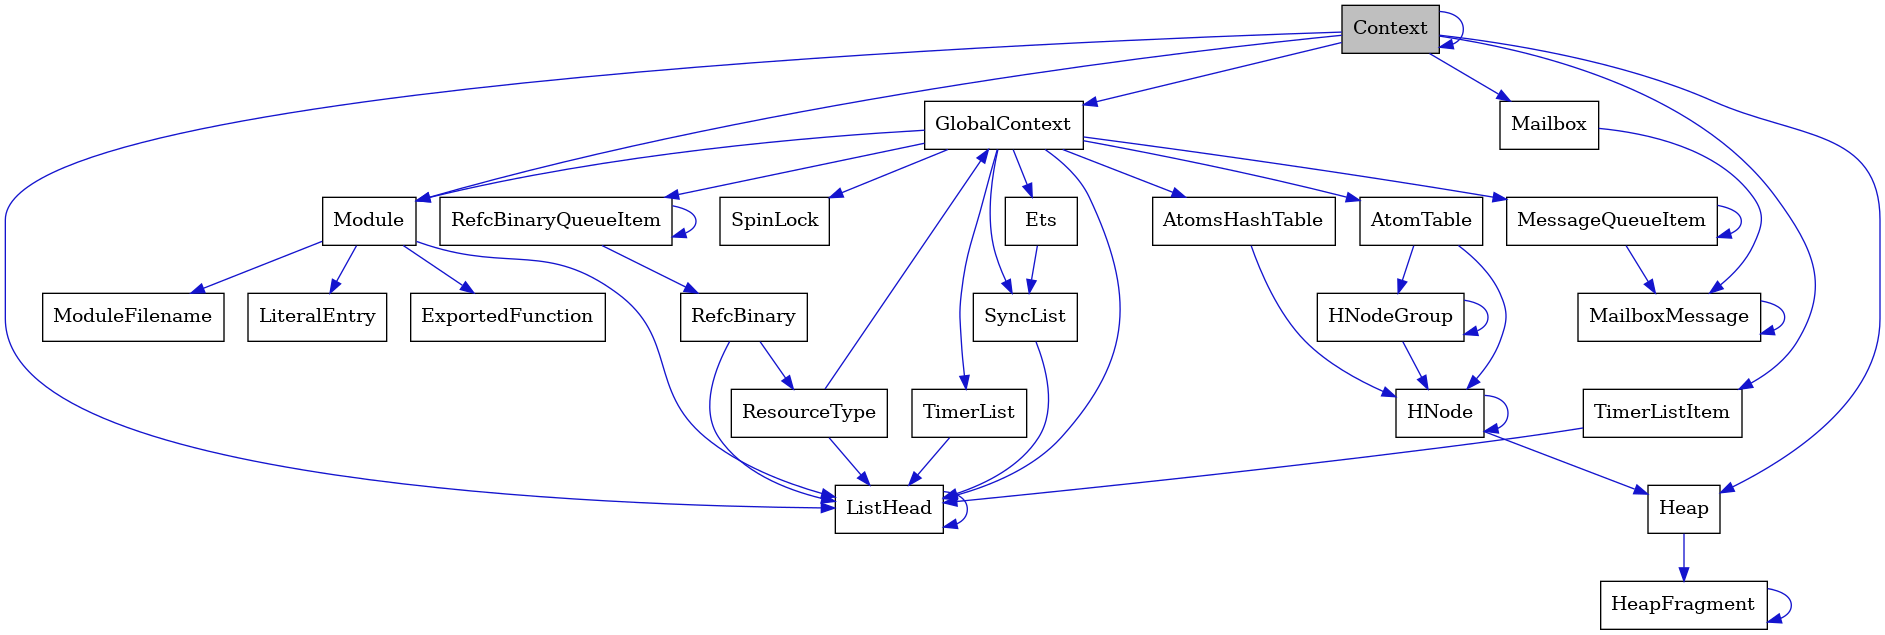 Context
GlobalContext
Mailbox
Module
RefcBinaryQueueItem
SpinLock
Ets
AtomsHashTable
AtomTable
MessageQueueItem
ModuleFilename
LiteralEntry
ExportedFunction
RefcBinary
SyncList
HNodeGroup
MailboxMessage
ResourceType
TimerList
HNode
TimerListItem
ListHead
Heap
HeapFragment